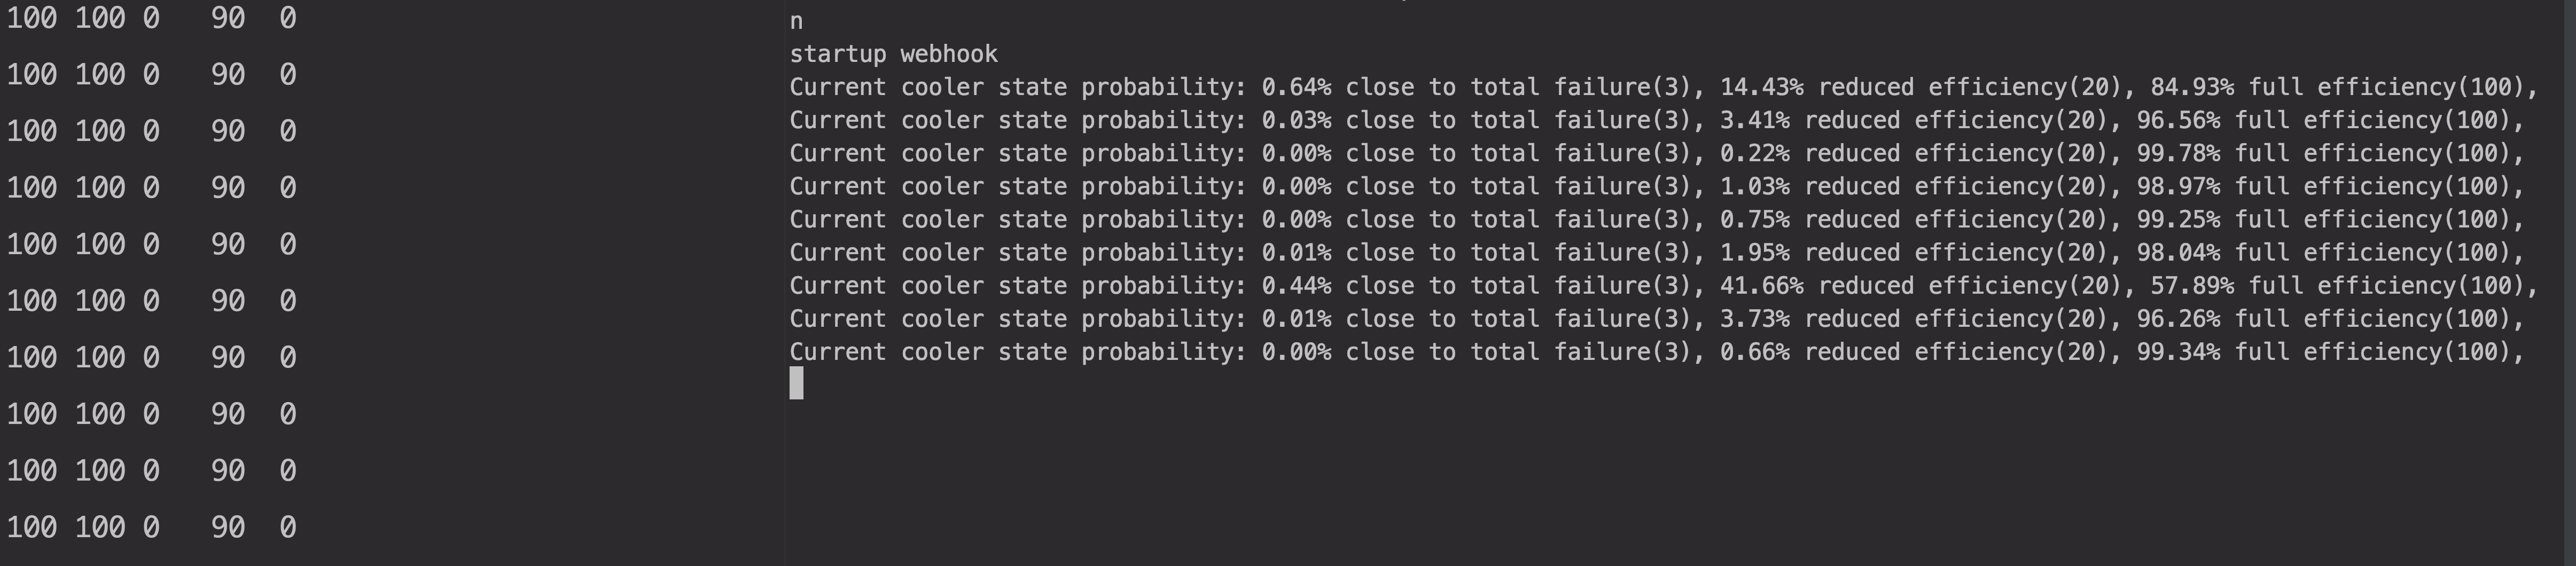 100 100 0   90  0
100 100 0   90  0
100 100 0   90  0
100 100 0   90  0
100 100 0   90  0
100 100 0   90  0
100 100 0   90  0
100 100 0   90  0
100 100 0   90  0
100 100 0   90  0
n
startup webhook
Current cooler state probability: 0.64% close to total failure(3), 14.43% reduced efficiency(20), 84.93% full efficiency(100),
Current cooler state probability: 0.03% close to total failure(3), 3.41% reduced efficiency(20), 96.56% full efficiency(100),
Current cooler state probability: 0.00% close to total failure(3), 0.22% reduced efficiency(20), 99.78% full efficiency(100),
Current cooler state probability: 0.00% close to total failure(3), 1.03% reduced efficiency(20), 98.97% full efficiency(100),
Current cooler state probability: 0.00% close to total failure(3), 0.75% reduced efficiency(20), 99.25% full efficiency(100),
Current cooler state probability: 0.01% close to total failure(3), 1.95% reduced efficiency(20), 98.04% full efficiency(100),
Current cooler state probability: 0.44% close to total failure(3), 41.66% reduced efficiency(20), 57.89% full efficiency(100),
Current cooler state probability: 0.01% close to total failure(3), 3.73% reduced efficiency(20), 96.26% full efficiency(100),
Current cooler state probability: 0.00% close to total failure(3), 0.66% reduced efficiency(20), 99.34% full efficiency(100),